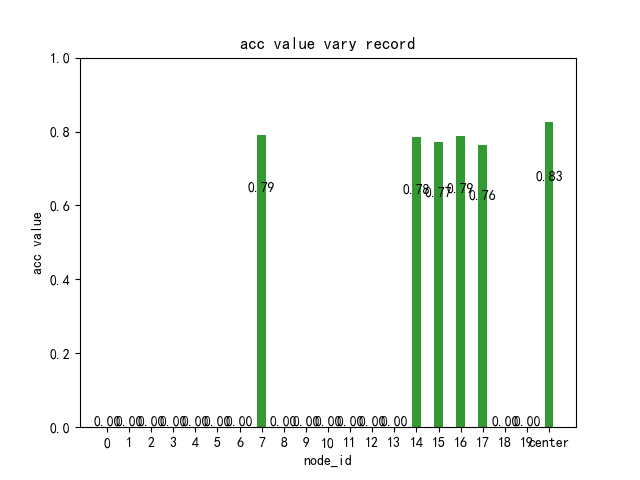 acc value vary record
1.0
0.8
0.6
0.4
0.2
0.0
acc value
0.00 0.00 0.00 0.00 0.00 0.00 0.00 0.79 0.00 0.00 0.00 0.00 0.00 0.00 0.78 0.77 0.79 0.76 0.00 0.00 0.83
0 1 2 3 4 5 6 7 8 9 10 11 12 13 14 15 16 17 18 19 center
node_id